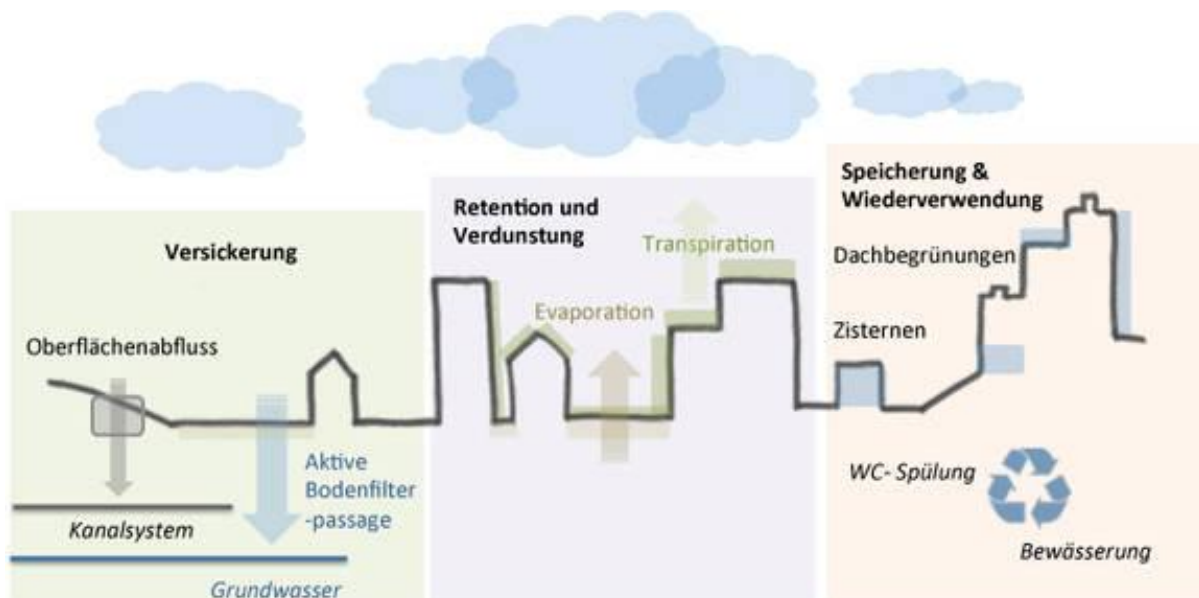 Versickerung
Oberflächenabfluss
Aktive
Bodenfilter
-passage
Kanalsystem
Grundwasser
Retention und
Verdunstung
Transpiration
Evaporation
Speicherung &
Wiederverwendung
Dachbegrünungen
Zisternen
WC- Spülung
Bewässerung